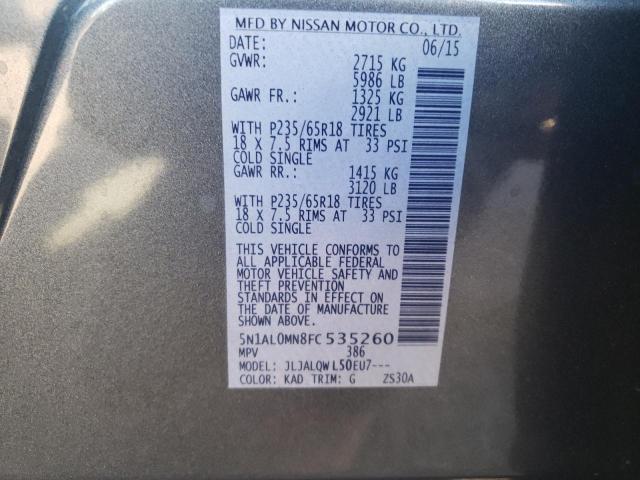 MFD BY NISSAN MOTOR CO., LTD.
DATE: 06/15
GVWR: 2715 KG
5986 LB
GAWR FR.: 1325 KG
2921 LB
WITH P235/65R18 TIRES
18 X 7.5 RIMS AT 33 PSI
COLD SINGLE
GAWR RR.: 1415 KG
3120 LB
WITH P235/65R18 TIRES
18 X 7.5 RIMS AT 33 PSI
COLD SINGLE
THIS VEHICLE CONFORMS TO
ALL APPLICABLE FEDERAL
MOTOR VEHICLE SAFETY AND
THEFT PREVENTION
STANDARDS IN EFFECT ON
THE DATE OF MANUFACTURE
SHOWN ABOVE.
5N1AL0MN8FC535260
MPV 386
MODEL: JLJALQWL50EU7---
COLOR: KAD TRIM: G ZS30A